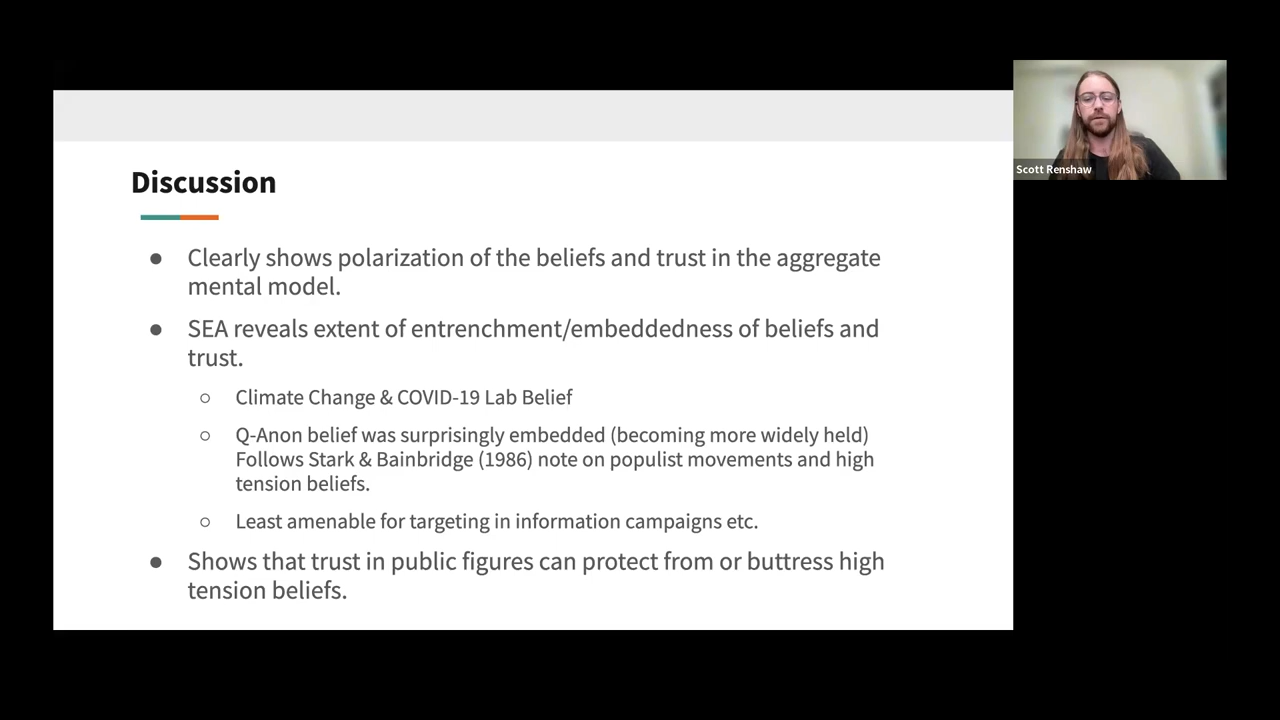 Discussion
● Clearly shows polarization of the beliefs and trust in the aggregate
mental model.
● SEA reveals extent of entrenchment/embeddedness of beliefs and
trust.
○ Climate Change & COVID-19 Lab Belief
○ Q-Anon belief was surprisingly embedded (becoming more widely held)
Follows Stark & Bainbridge (1986) note on populist movements and high
tension beliefs.
○ Least amenable for targeting in information campaigns etc.
● Shows that trust in public figures can protect from or buttress high
tension beliefs.
Scott Renshaw